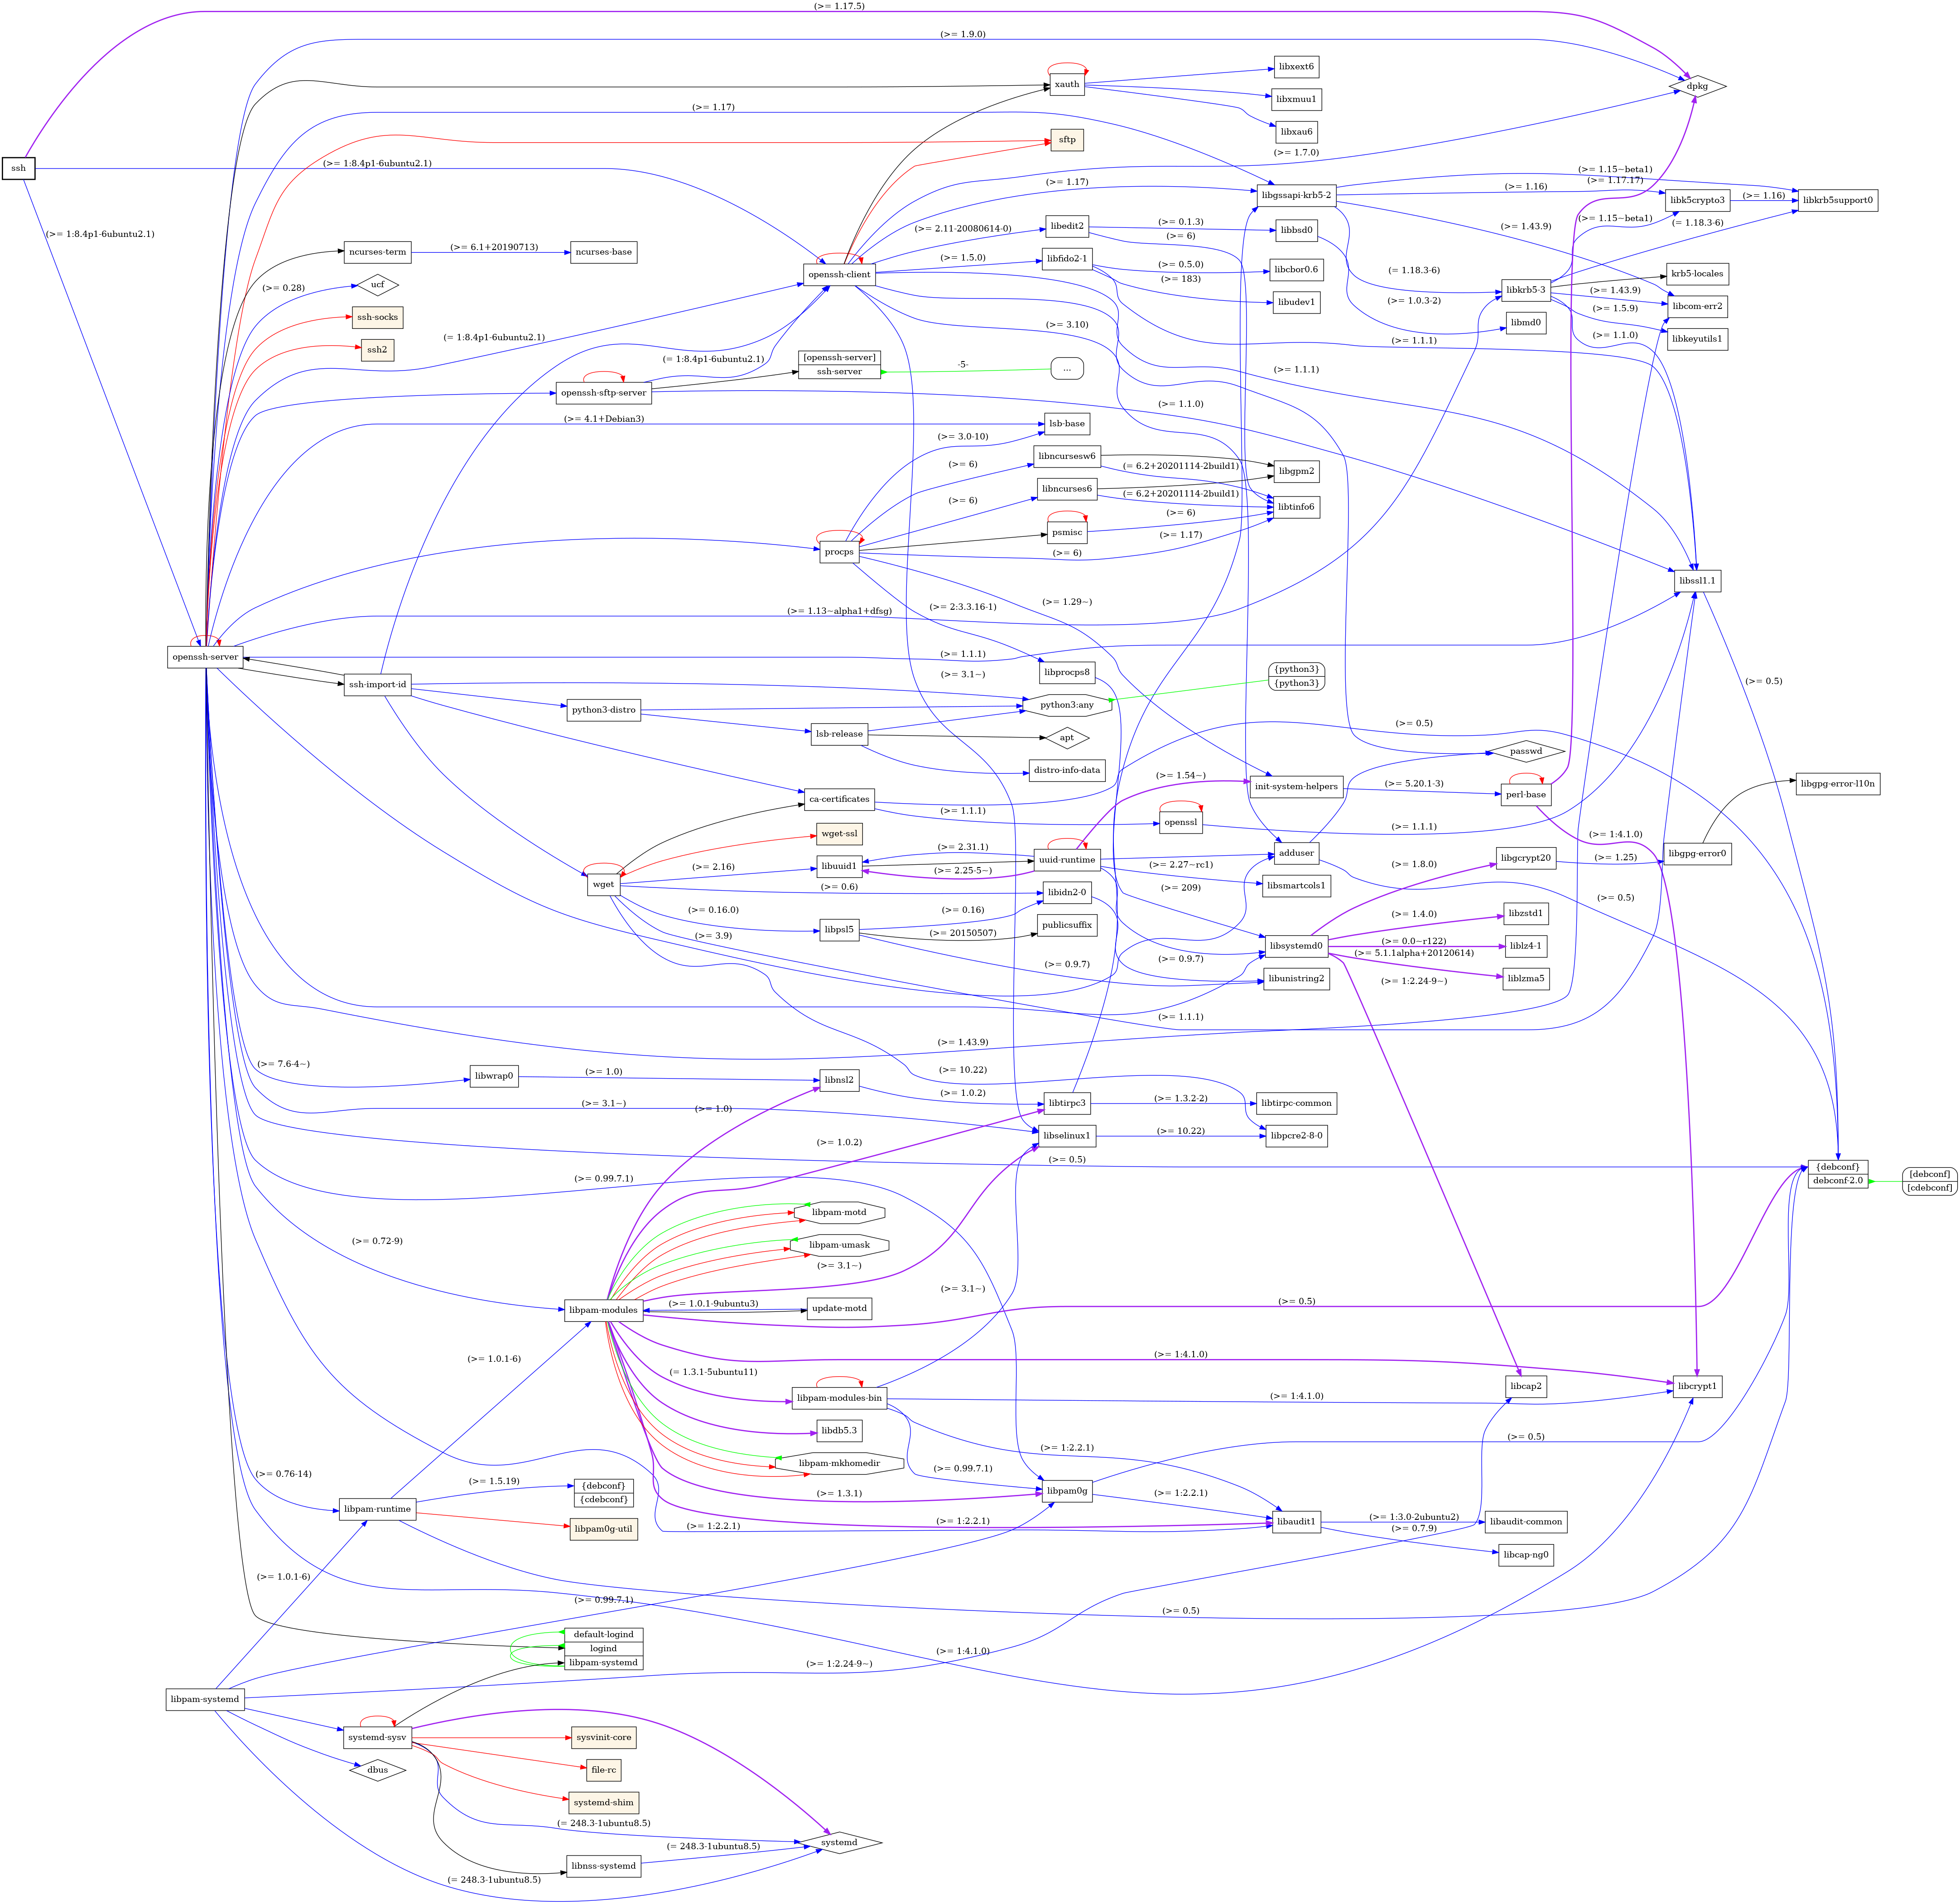 (>= 1.17.5)
(>= 1.9.0)
libxext6
xauth
dpkg
libxmuu1
(>= 1.17)
libxau6
sftp
(>= 1.7.0)
ssh
(>= 1:8.4p1-6ubuntu2.1)
(>= 1.15~beta1)
(>= 1.17)
(>= 1.17.17)
libgssapi-krb5-2
(>= 1.16)
(>= 1.16)
libk5crypto3
libkrb5support0
(>= 1.15~beta1)
(>= 0.1.3)
libedit2
(>= 2.11-20080614-0)
(= 1.18.3-6)
(>= 1.43.9)
libbsd0
(>= 1:8.4p1-6ubuntu2.1)
(>= 6)
ncurses-term
(>= 6.1+20190713)
ncurses-base
(>= 1.5.0)
libfido2-1
openssh-client
(>= 0.5.0)
libcbor0.6
(= 1.18.3-6)
krb5-locales
(>= 183)
(>= 0.28)
ucf
libkrb5-3
(>= 1.43.9)
libudev1
(>= 1.0.3-2)
libcom-err2
(>= 1.5.9)
ssh-socks
(>= 3.10)
libmd0
(= 1:8.4p1-6ubuntu2.1)
(>= 1.1.1)
(>= 1.1.0)
libkeyutils1
ssh2
[openssh-server]
ssh-server
(= 1:8.4p1-6ubuntu2.1)
-5-
...
(>= 1.1.1)
openssh-sftp-server
(>= 1.1.0)
(>= 4.1+Debian3)
lsb-base
(>= 3.0-10)
libncursesw6
(>= 6)
(= 6.2+20201114-2build1)
libgpm2
libncurses6
(>= 6)
(= 6.2+20201114-2build1)
libtinfo6
(>= 6)
psmisc
(>= 1.17)
procps
(>= 6)
libssl1.1
(>= 1.29~)
(>= 2:3.3.16-1)
(>= 1.13~alpha1+dfsg)
openssh-server
(>= 1.1.1)
libprocps8
(>= 3.1~)
{python3}
{python3}
(>= 0.5)
ssh-import-id
python3:any
python3-distro
(>= 0.5)
lsb-release
apt
passwd
distro-info-data
(>= 1.54~)
init-system-helpers
(>= 5.20.1-3)
perl-base
libgpg-error-l10n
ca-certificates
(>= 1.1.1)
openssl
(>= 1.1.1)
wget-ssl
(>= 1:4.1.0)
(>= 2.31.1)
adduser
libgcrypt20
(>= 1.25)
libgpg-error0
uuid-runtime
(>= 2.16)
libuuid1
(>= 2.25-5~)
(>= 2.27~rc1)
(>= 1.8.0)
wget
(>= 0.6)
libidn2-0
(>= 209)
libsmartcols1
(>= 0.5)
(>= 0.16.0)
(>= 0.16)
(>= 1.4.0)
libzstd1
libpsl5
(>= 20150507)
publicsuffix
(>= 3.9)
(>= 0.0~r122)
libsystemd0
liblz4-1
(>= 5.1.1alpha+20120614)
(>= 0.9.7)
(>= 0.9.7)
libunistring2
(>= 1:2.24-9~)
liblzma5
(>= 1.1.1)
(>= 1.43.9)
(>= 7.6-4~)
libwrap0
(>= 1.0)
libnsl2
(>= 10.22)
(>= 1.0.2)
libtirpc3
(>= 1.3.2-2)
libtirpc-common
(>= 3.1~)
(>= 1.0)
(>= 1.0.2)
libselinux1
(>= 10.22)
libpcre2-8-0
(>= 0.5)
{debconf}
debconf-2.0
[debconf]
[cdebconf]
(>= 0.99.7.1)
libpam-motd
(>= 0.72-9)
libpam-umask
(>= 3.1~)
(>= 3.1~)
(>= 1.0.1-9ubuntu3)
libpam-modules
update-motd
(>= 0.5)
(>= 1.0.1-6)
(>= 1:4.1.0)
(= 1.3.1-5ubuntu11)
libpam-modules-bin
(>= 1:4.1.0)
libcap2
libcrypt1
libdb5.3
(>= 1:2.2.1)
(>= 0.5)
libpam-mkhomedir
(>= 0.76-14)
(>= 0.99.7.1)
(>= 1.5.19)
{debconf}
{cdebconf}
(>= 1.3.1)
libpam0g
(>= 1:2.2.1)
libpam-runtime
libpam0g-util
(>= 1:2.2.1)
(>= 1:2.2.1)
libaudit1
(>= 1:3.0-2ubuntu2)
libaudit-common
(>= 0.7.9)
libcap-ng0
(>= 1.0.1-6)
(>= 0.99.7.1)
(>= 0.5)
default-logind
logind
libpam-systemd
(>= 1:4.1.0)
(>= 1:2.24-9~)
libpam-systemd
systemd-sysv
sysvinit-core
dbus
file-rc
systemd-shim
(= 248.3-1ubuntu8.5)
systemd
(= 248.3-1ubuntu8.5)
libnss-systemd
(= 248.3-1ubuntu8.5)